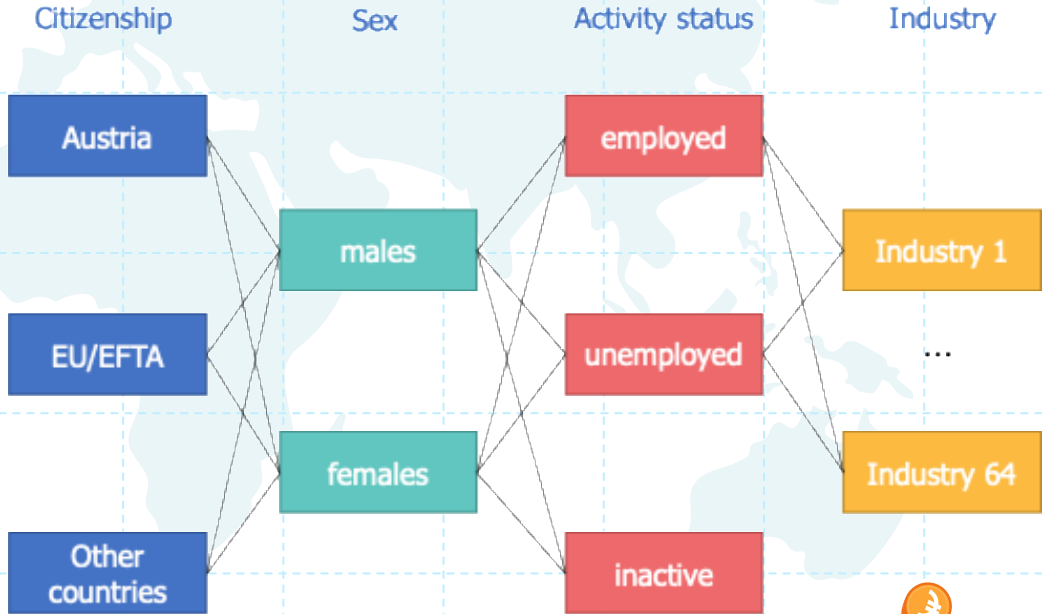 Citizenship
Sex
Activity status
Industry
Austria
employed
males
Industry 1
EU/EFTA
unemployed
...
females
Industry 64
Other
countries
inactive